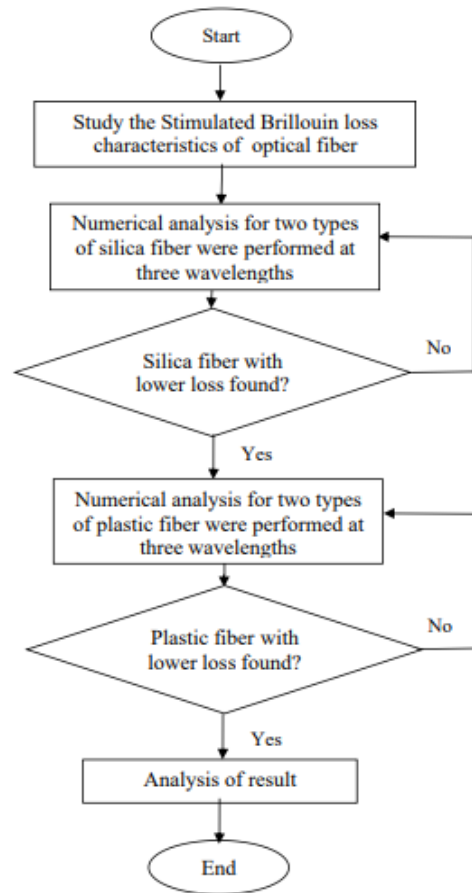 Start
Study the Stimulated Brillouin loss
characteristics of optical fiber
Numerical analysis for two types
of silica fiber were performed at
three wavelengths
Silica fiber with
lower loss found?
No
Yes
Numerical analysis for two types
of plastic fiber were performed at
three wavelengths
Plastic fiber with
lower loss found?
No
Yes
Analysis of result
End